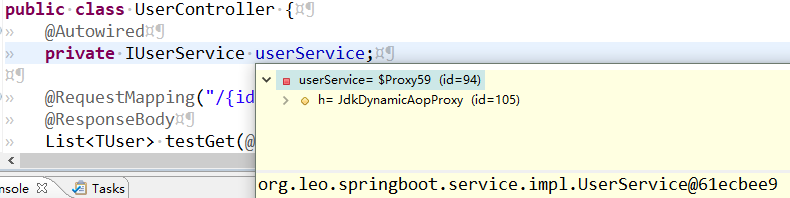 public class UserController {
@Autowired
private IUserService userService;
userService= $Proxy59 (id=94)
h= JdkDynamicAopProxy (id=105)
@RequestMapping("/{id
@ResponseBody
List<TUser> testGet(@
onsole Tasks
org.leo.springboot.service.impl.UserService@61ecbee9